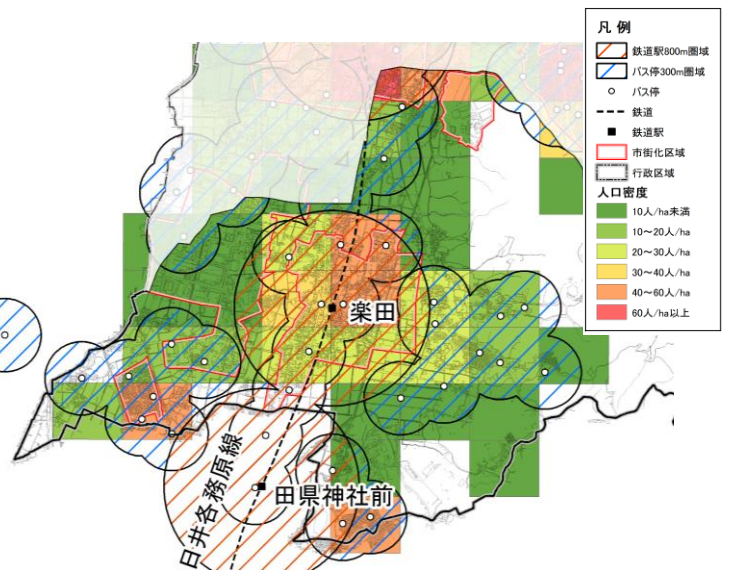 凡 例
鉄道駅800m圏域
バス停300m圏域
バス停
鉄道
鉄道駅
市街化区域
行政区域
人口密度
10人/ha未満
10～20人/ha
20～30人/ha
30～40人/ha
40～60人/ha
60人/ha以上
楽田
田県神社前
各務原線